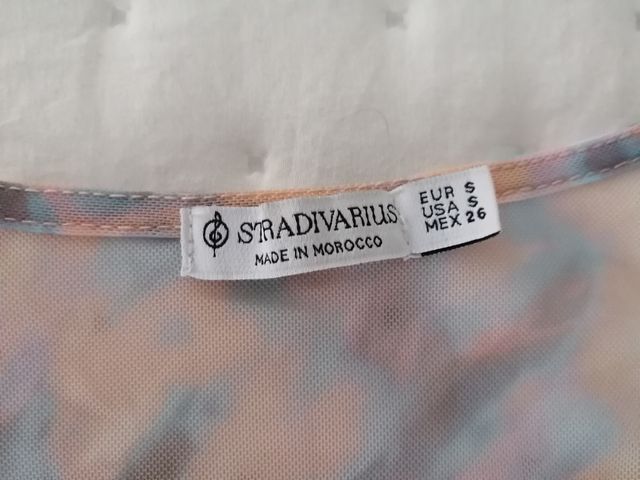 STRADIVARIUS
MADE IN MOROCCO
EUR S
USA S
MEX 26